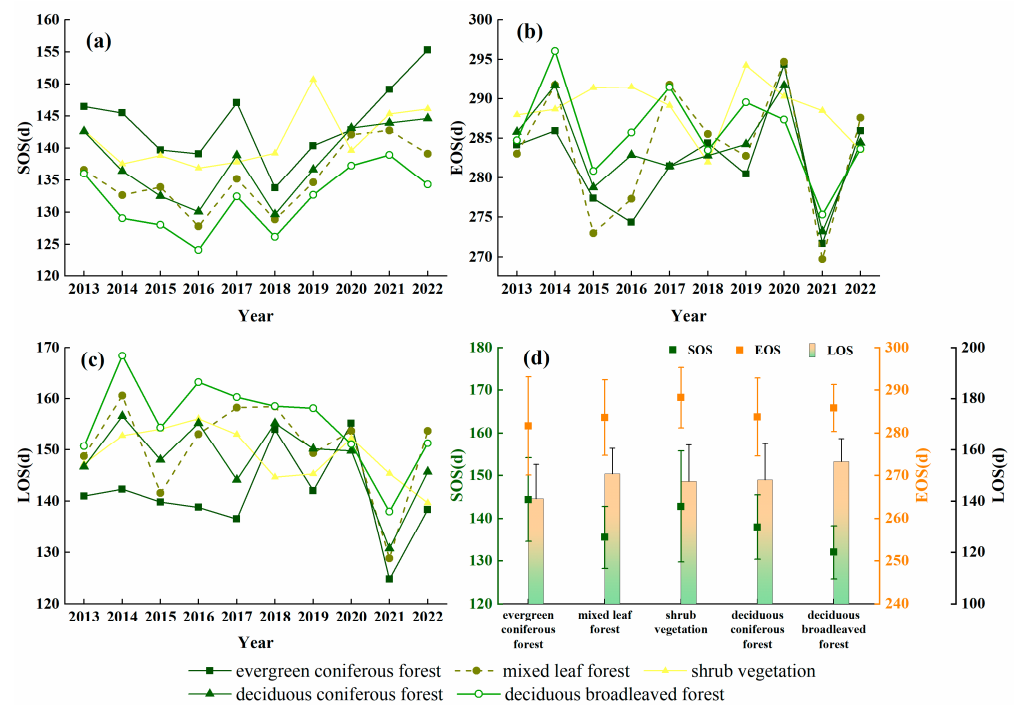 (a)
SOS(d)
160
155
150
145
140
135
130
125
120
2013 2014 2015 2016 2017 2018 2019 2020 2021 2022
Year
(b)
EOS(d)
300
295
290
285
280
275
270
2013 2014 2015 2016 2017 2018 2019 2020 2021 2022
Year
(c)
LOS(d)
170
160
150
140
130
120
2013 2014 2015 2016 2017 2018 2019 2020 2021 2022
Year
(d)
SOS EOS LOS
SOS(d)
180
170
160
150
140
130
120
EOS(d)
300
290
280
270
260
250
240
LOS(d)
200
180
160
140
120
100
evergreen
coniferous
forest
mixed leaf
forest
shrub
vegetation
deciduous
coniferous
forest
deciduous
broadleaved
forest
evergreen coniferous forest mixed leaf forest shrub vegetation
deciduous coniferous forest deciduous broadleaved forest